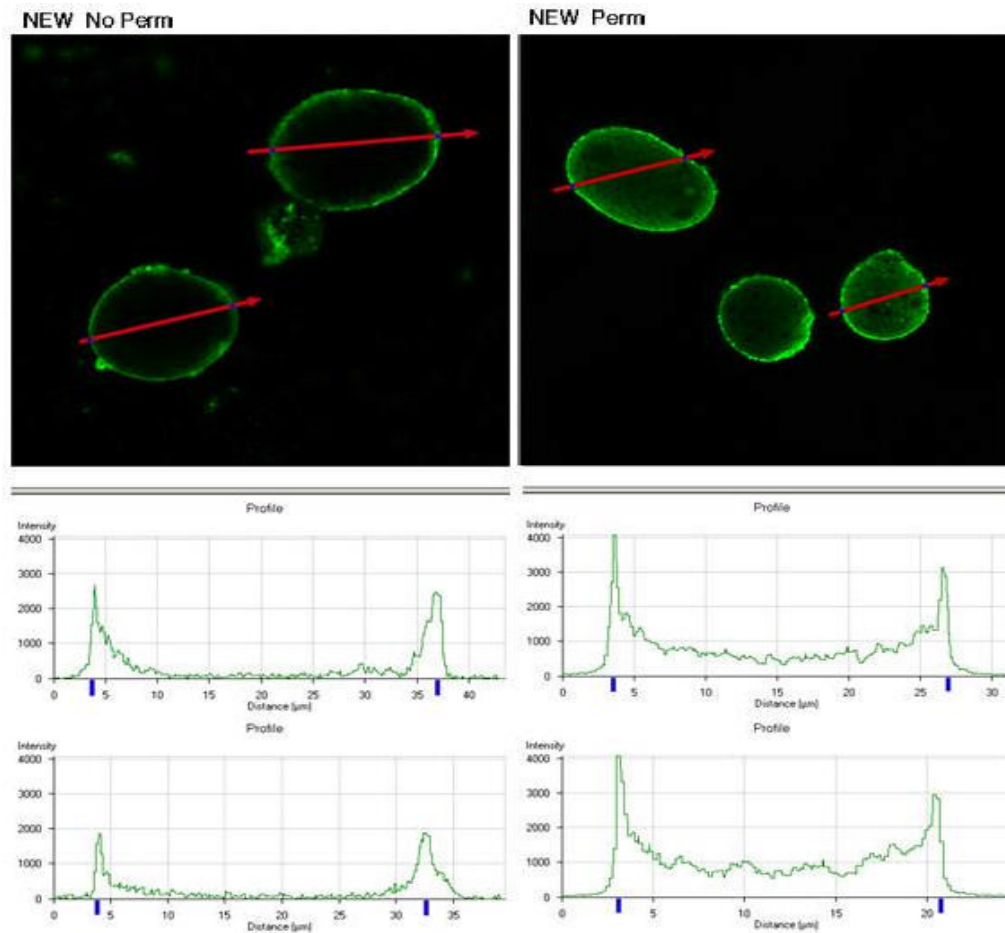 NEW No Perm
NEW Perm
Profile
Intensity
4000
3000
2000
1000
0
0 5 10 15 20 25 30 35 40
Distance [µm]
Profile
Intensity
4000
3000
2000
1000
0
0 5 10 15 20 25 30
Distance [µm]
Profile
Intensity
4000
3000
2000
1000
0
0 5 10 15 20 25 30 35
Distance [µm]
Profile
Intensity
4000
3000
2000
1000
0
0 5 10 15 20
Distance [µm]